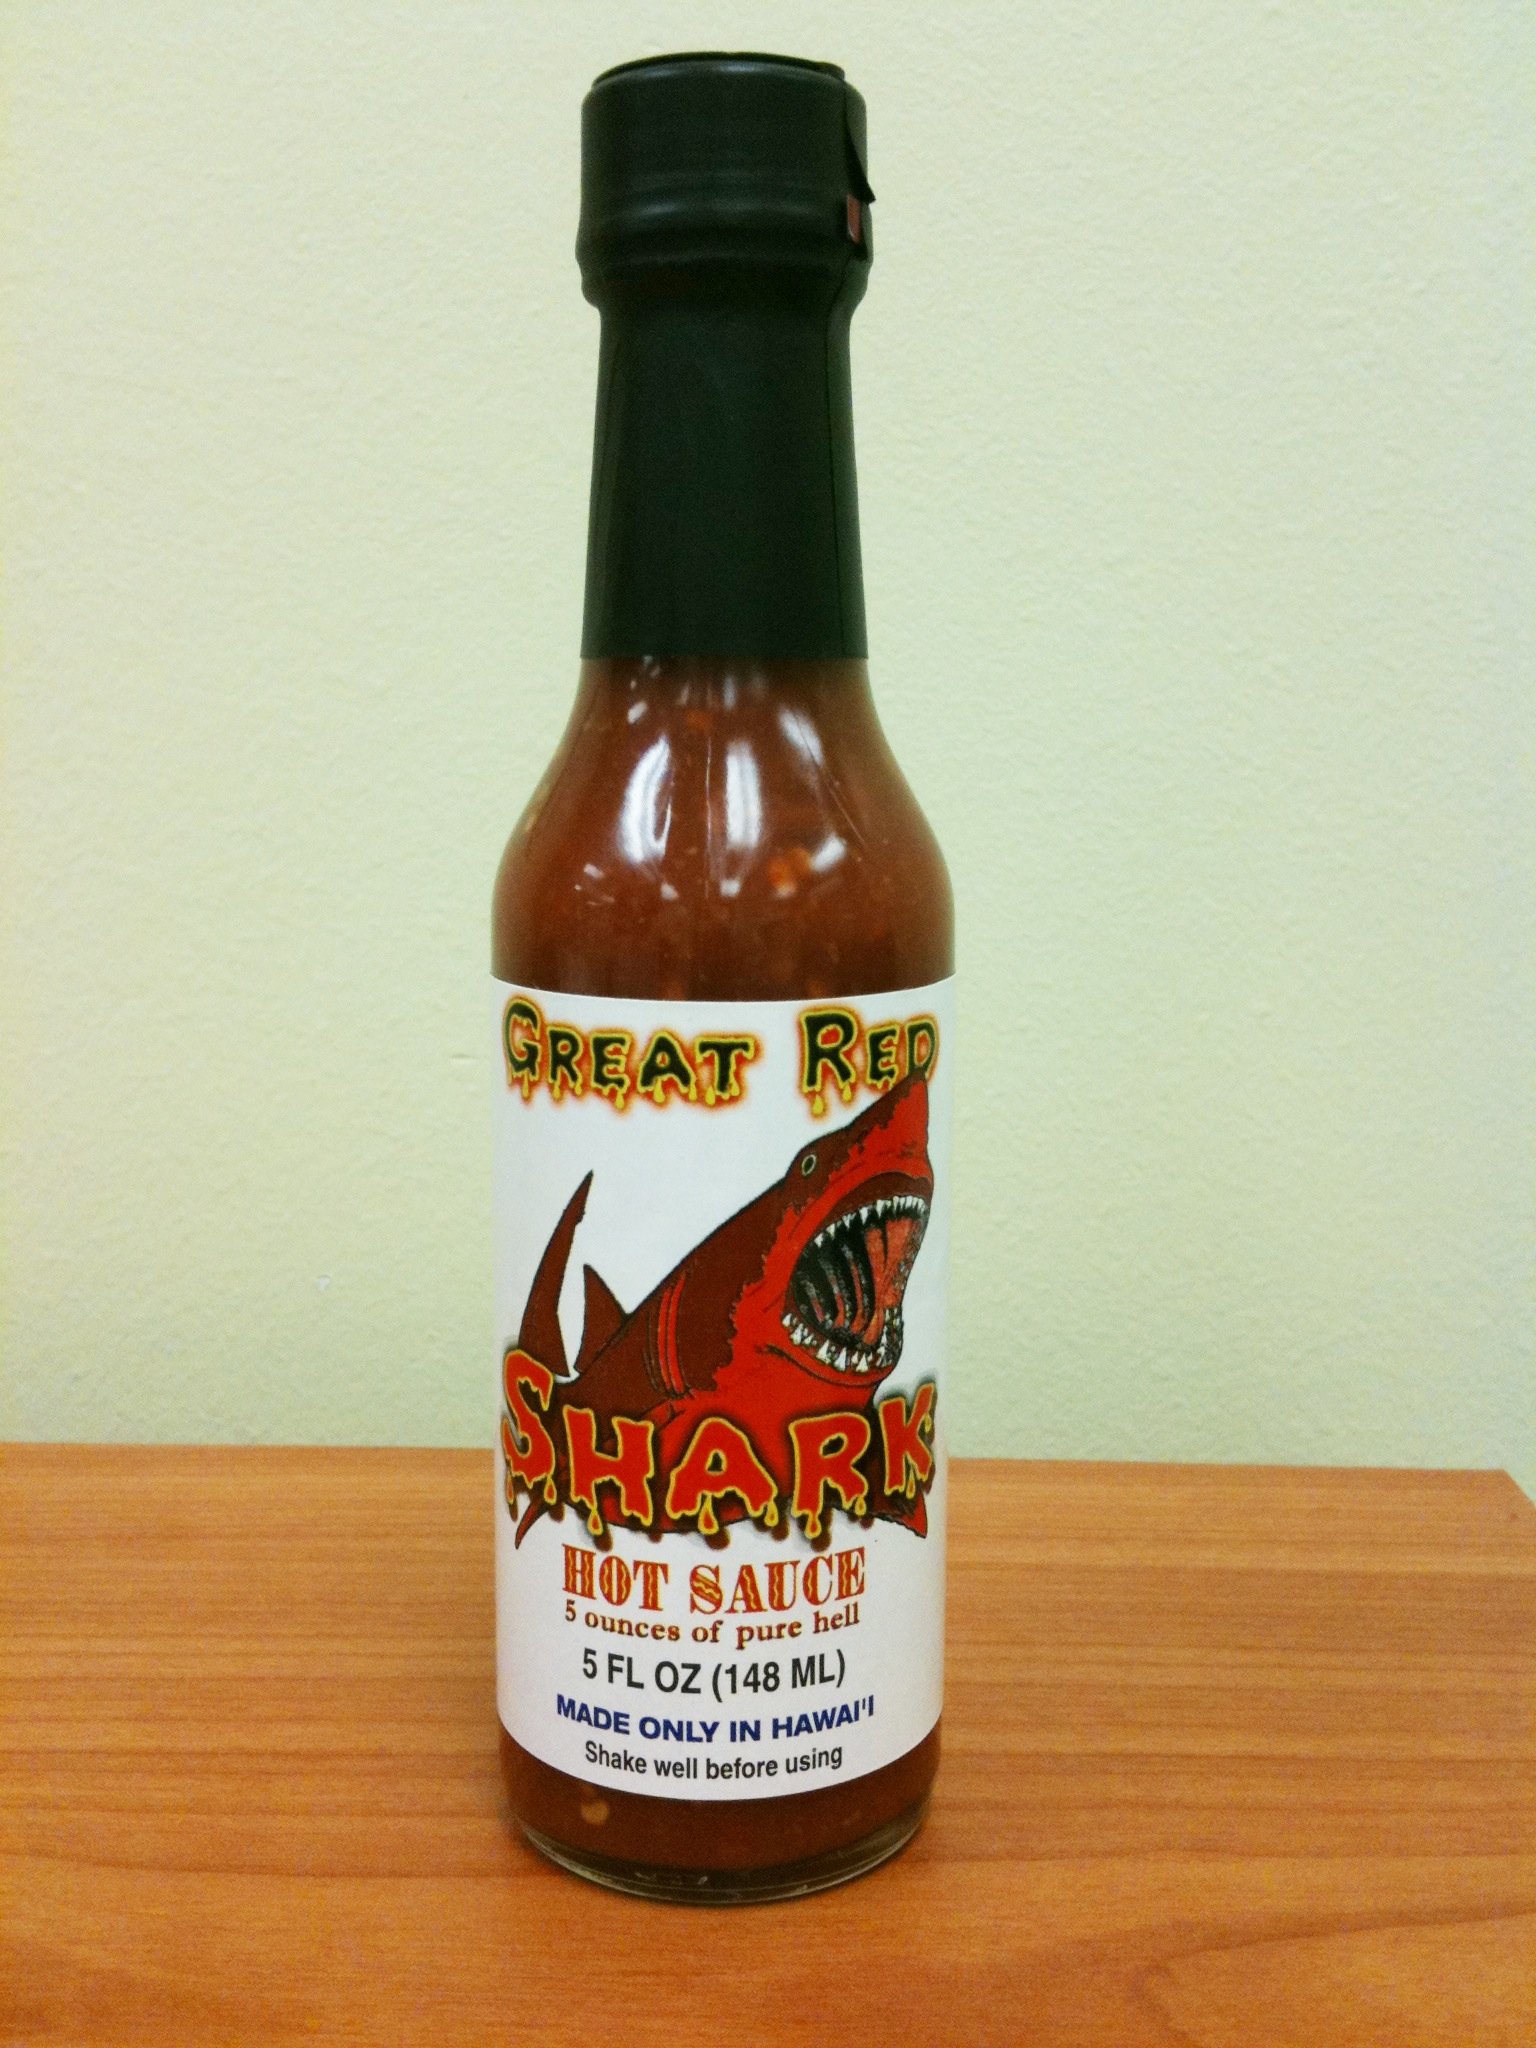 GREAT RED
SHARK
HOT SAUCE
5 ounces of pure hell
5 FL OZ (148 ML)
MADE ONLY IN HAWAI'I
Shake well before using